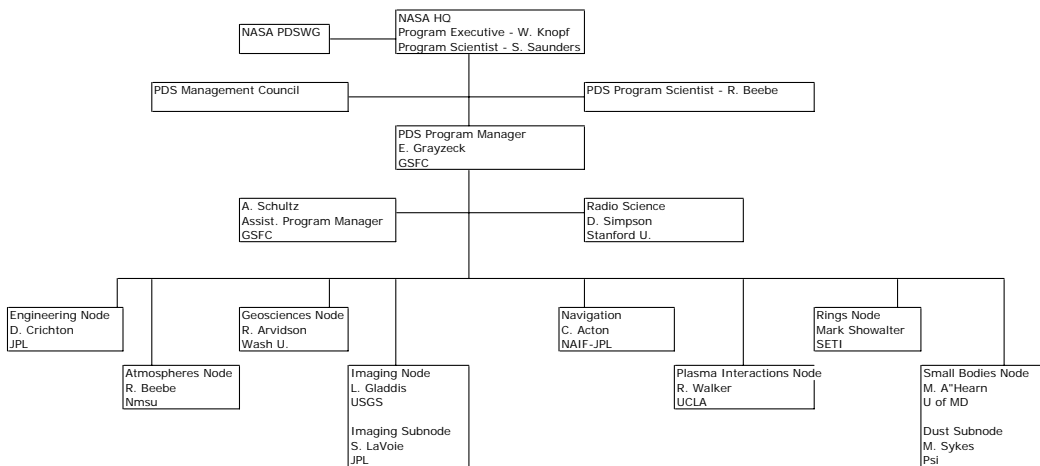 NASA PDSWG
NASA HQ
Program Executive - W. Knopf
Program Scientist - S. Saunders
PDS Management Council
PDS Program Scientist - R. Beebe
PDS Program Manager
E. Grayzeck
GSFC
A. Schultz
Assist. Program Manager
GSFC
Radio Science
D. Simpson
Stanford U.
Engineering Node
D. Crichton
JPL
Atmospheres Node
R. Beebe
Nmsu
Geosciences Node
R. Arvidson
Wash U.
Imaging Node
L. Gladdis
USGS
Imaging Subnode
S. LaVoie
JPL
Navigation
C. Acton
NAIF-JPL
Plasma Interactions Node
R. Walker
UCLA
Rings Node
Mark Showalter
SETI
Small Bodies Node
M. A"Hearn
U of MD
Dust Subnode
M. Sykes
Psi